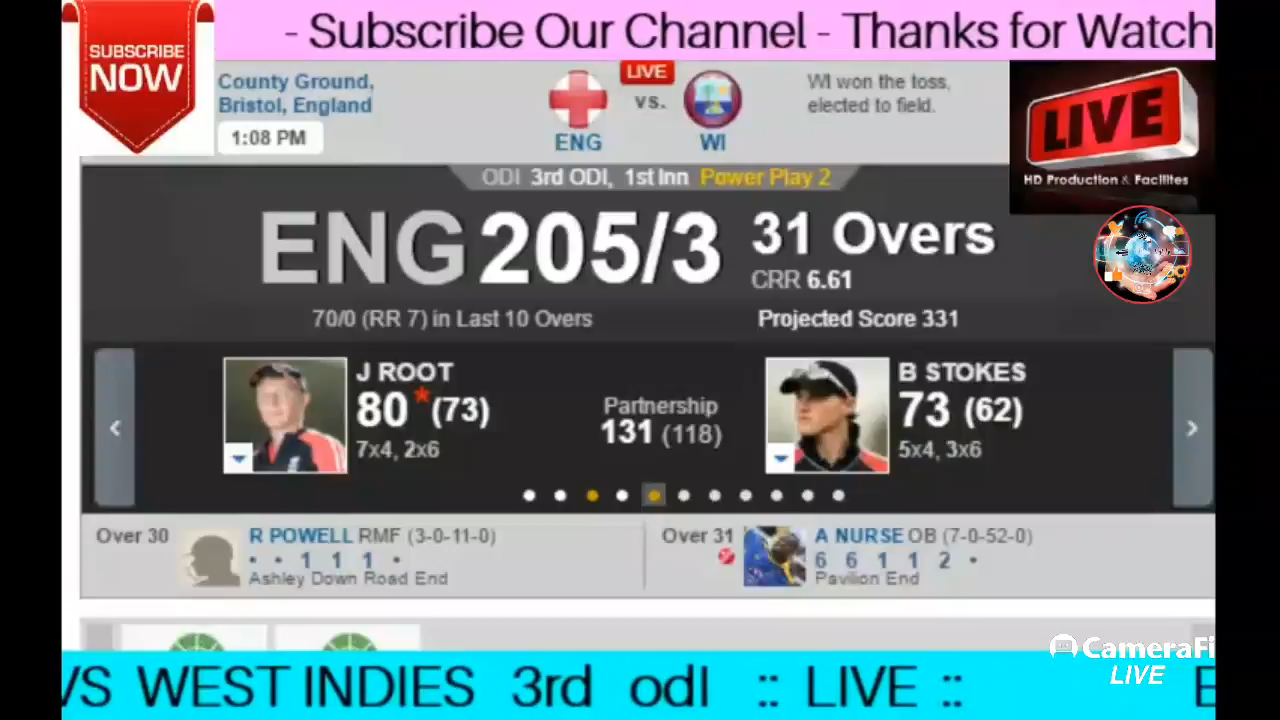 - Subscribe Our Channel - Thanks for Watch
SUBSCRIBE
NOW
County Ground,
Bristol, England
1:08 PM
LIVE
ENG vs. WI
WI won the toss,
elected to field.
LIVE
HD Production & Facilites
ODI 3rd ODI, 1st Inn Power Play 2
ENG 205/3
31 Overs
CRR 6.61
70/0 (RR 7) in Last 10 Overs
Projected Score 331
J ROOT
80* (73)
7x4, 2x6
Partnership
131 (118)
B STOKES
73 (62)
5x4, 3x6
Over 30
R POWELL RMF (3-0-11-0)
• • 1 1 1 •
Ashley Down Road End
Over 31
A NURSE OB (7-0-52-0)
6 6 1 1 2 •
Pavilion End
CameraFi
LIVE
VS WEST INDIES 3rd odI :: LIVE :: E